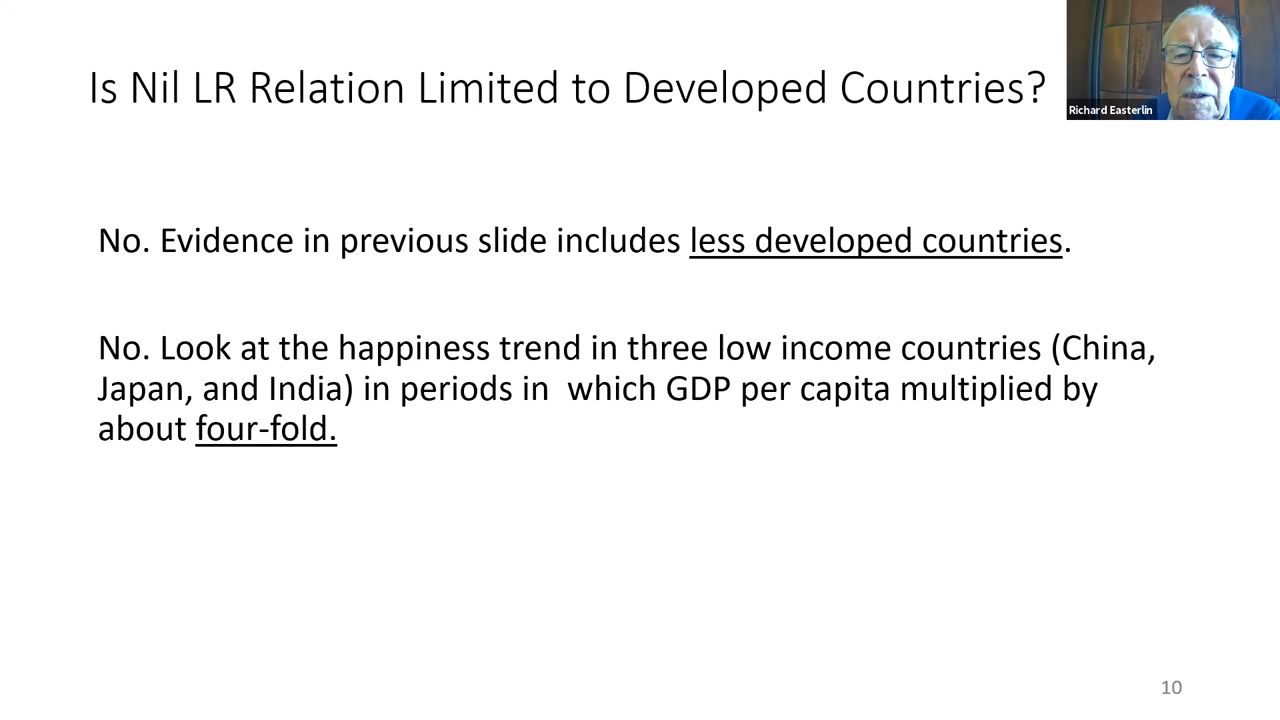 Is Nil LR Relation Limited to Developed Countries?
Richard Easterlin
No. Evidence in previous slide includes less developed countries.
No. Look at the happiness trend in three low income countries (China,
Japan, and India) in periods in  which GDP per capita multiplied by
about four-fold.
10